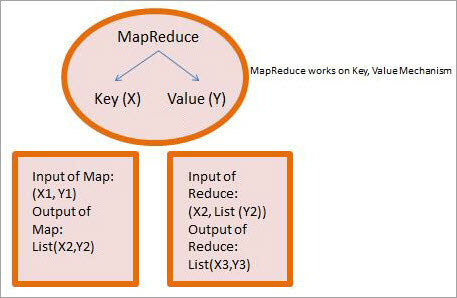 MapReduce
MapReduce works on Key, Value Mechanism
Key (X) Value (Y)
Input of Map:
(X1, Y1)
Output of
Map:
List(X2,Y2)
Input of
Reduce:
(X2, List (Y2))
Output of
Reduce:
List(X3,Y3)